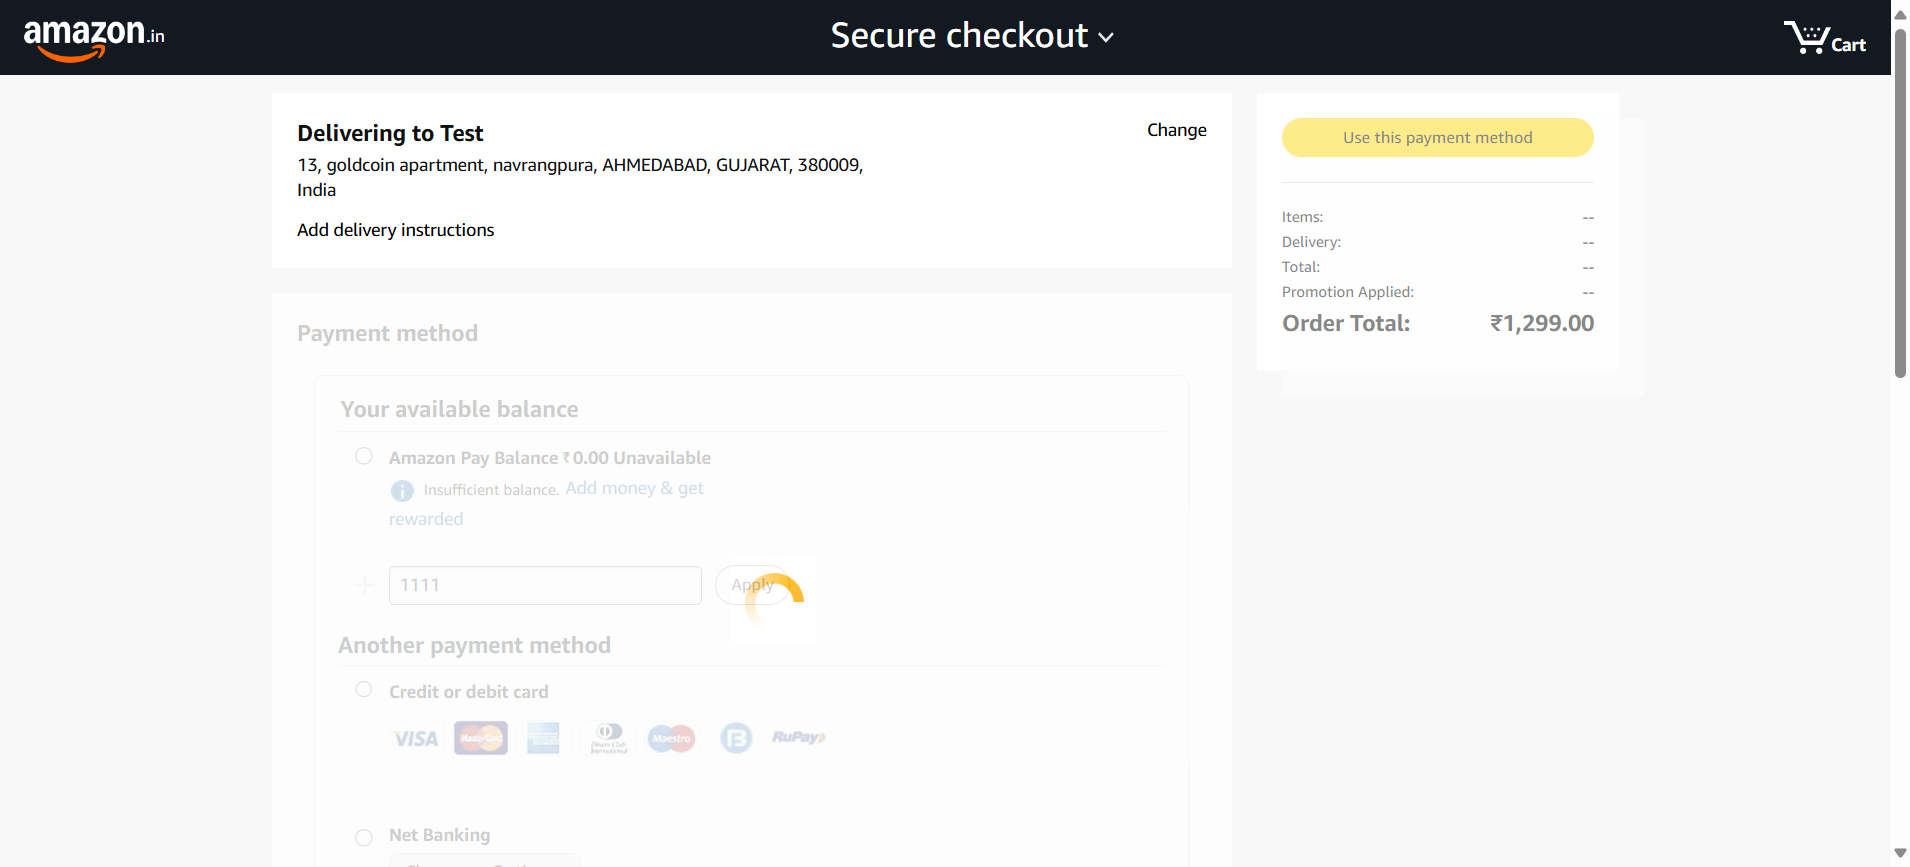 amazon.in
Secure checkout
Cart
Delivering to Test
Change
13, goldcoin apartment, navrangpura, AHMEDABAD, GUJARAT, 380009,
India
Add delivery instructions
Use this payment method
Items: --
Delivery: --
Total: --
Promotion Applied: --
Order Total: ₹1,299.00
Payment method
Your available balance
Amazon Pay Balance ₹0.00 Unavailable
Insufficient balance. Add money & get
rewarded
1111
Apply
Another payment method
Credit or debit card
VISA MasterCard Diners Club International Maestro RuPay
Net Banking